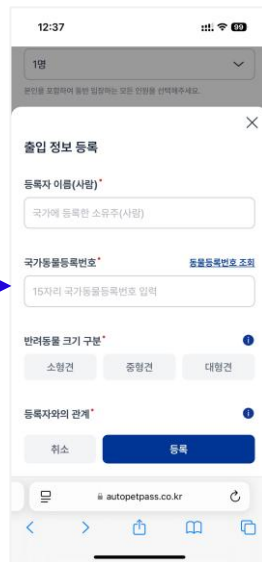 12:37
99
1명
본인을 포함하여 동반 입장하는 모든 인원을 선택해주세요.
출입 정보 등록
등록자 이름(사람)*
국가에 등록한 소유주(사람)
국가동물등록번호* 동물등록번호 조회
15자리 국가동물등록번호 입력
반려동물 크기 구분*
소형견 중형견 대형견
등록자와의 관계*
취소 등록
autopetpass.co.kr